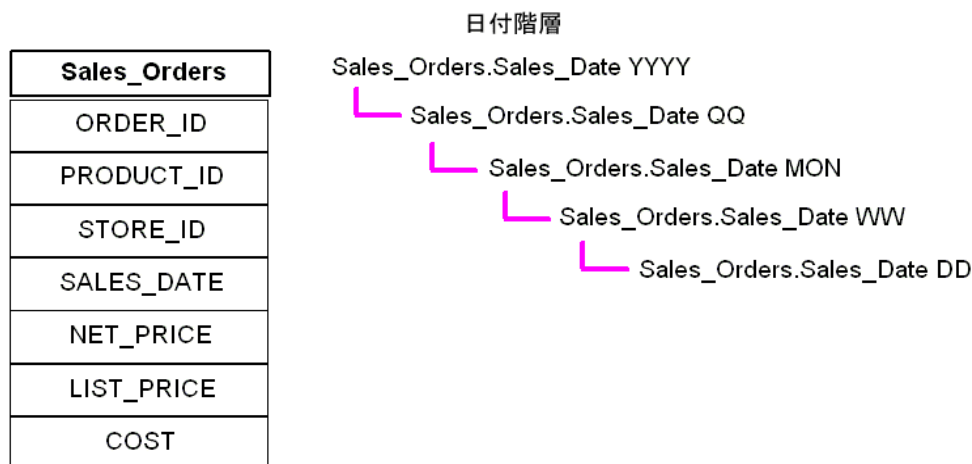 日付階層
Sales_Orders
ORDER_ID
PRODUCT_ID
STORE_ID
SALES_DATE
NET_PRICE
LIST_PRICE
COST
Sales_Orders.Sales_Date YYYY
Sales_Orders.Sales_Date QQ
Sales_Orders.Sales_Date MON
Sales_Orders.Sales_Date WW
Sales_Orders.Sales_Date DD